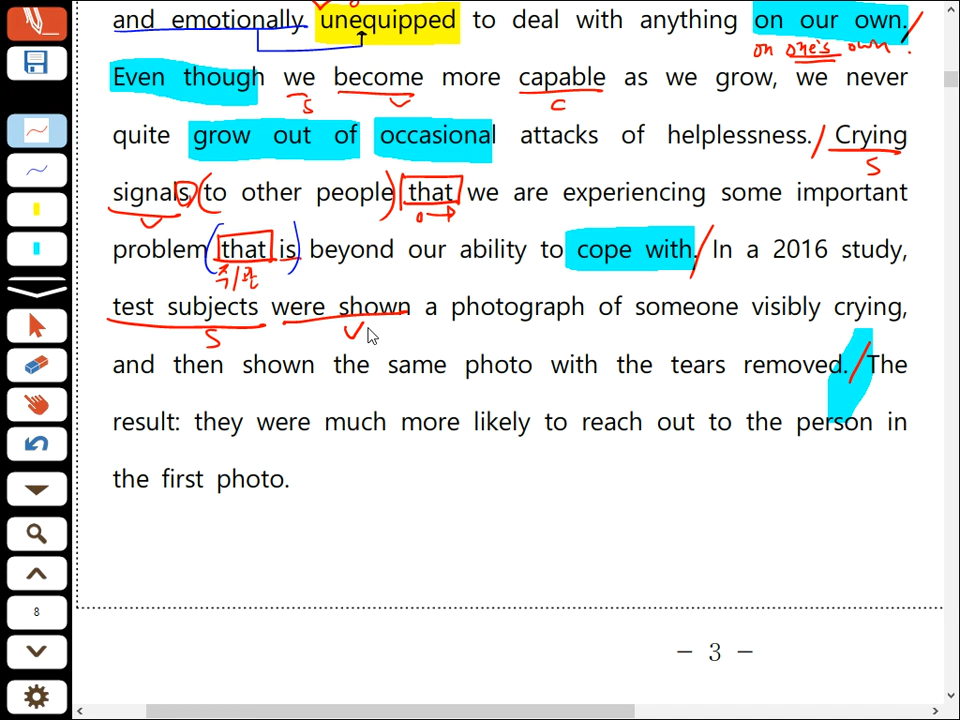 and emotionally unequipped to deal with anything on our own.
on one's own.
Even though we become more capable as we grow, we never
S V C
quite grow out of occasional attacks of helplessness. Crying
S
signals, (to other people) that we are experiencing some important
V
problem (that is) beyond our ability to cope with. In a 2016 study,
주/관
test subjects were shown a photograph of someone visibly crying,
S V
and then shown the same photo with the tears removed. The
result: they were much more likely to reach out to the person in
8
the first photo.
- 3 -